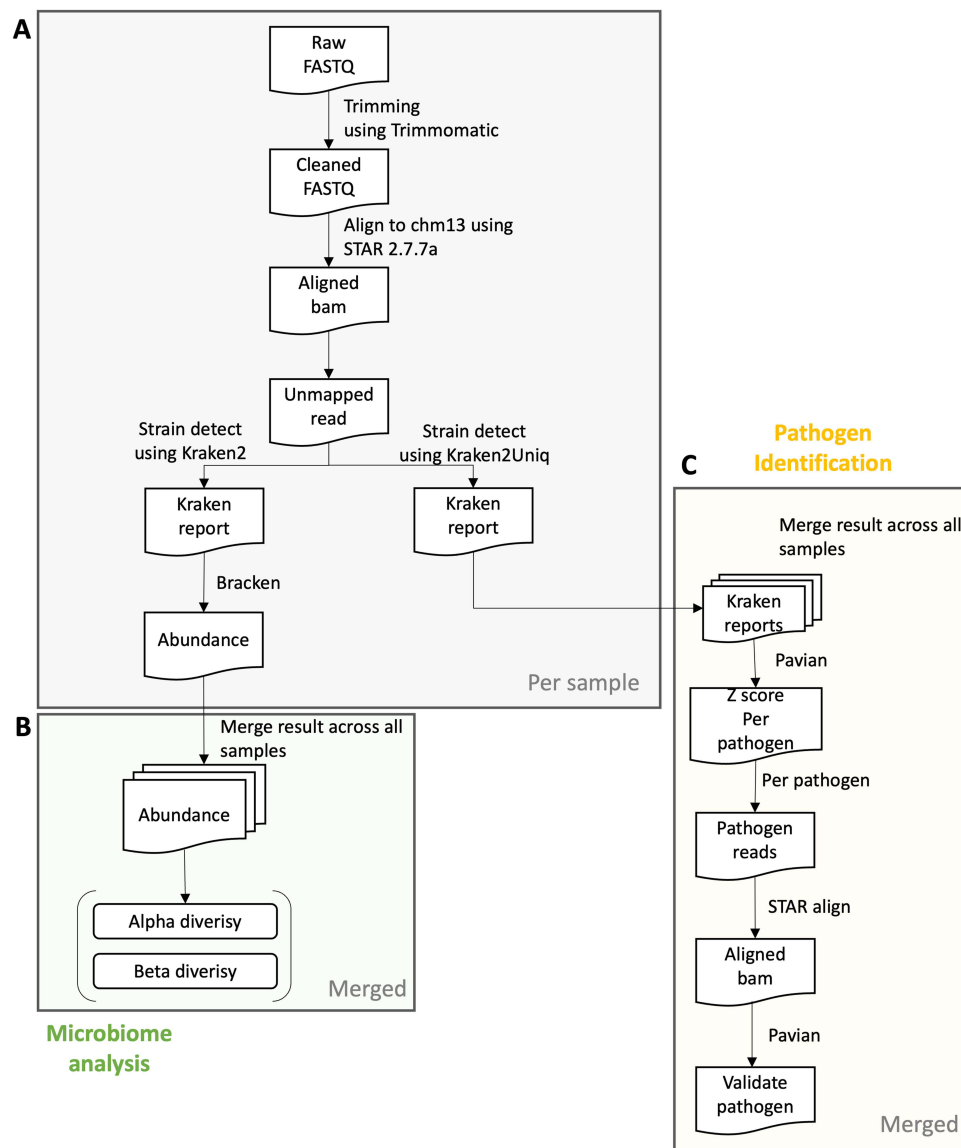 A
Raw
FASTQ
Trimming
using Trimmomatic
Cleaned
FASTQ
Align to chm13 using
STAR 2.7.7a
Aligned
bam
Unmapped
read
Strain detect
using Kraken2
Strain detect
using Kraken2Uniq
Kraken
report
Kraken
report
Bracken
Abundance
Per sample
B
Merge result across all
samples
Abundance
Alpha diverisy
Beta diverisy
Merged
Microbiome
analysis
Pathogen
Identification
C
Merge result across all
samples
Kraken
reports
Pavian
Z score
Per
pathogen
Per pathogen
Pathogen
reads
STAR align
Aligned
bam
Pavian
Validate
pathogen
Merged